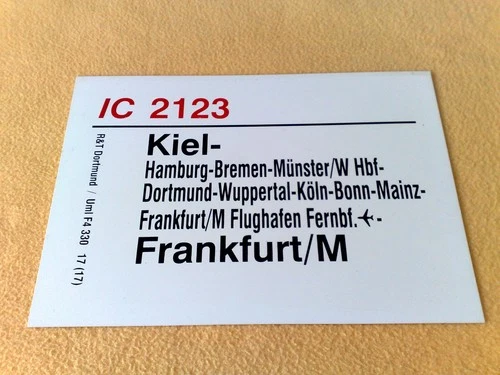 IC 2123
Kiel-
Hamburg-Bremen-Münster/W Hbf-
Dortmund-Wuppertal-Köln-Bonn-Mainz-
Frankfurt/M Flughafen Fernbf.✈-
Frankfurt/M
R&T Dortmund / Uml F4 330 17 (17)